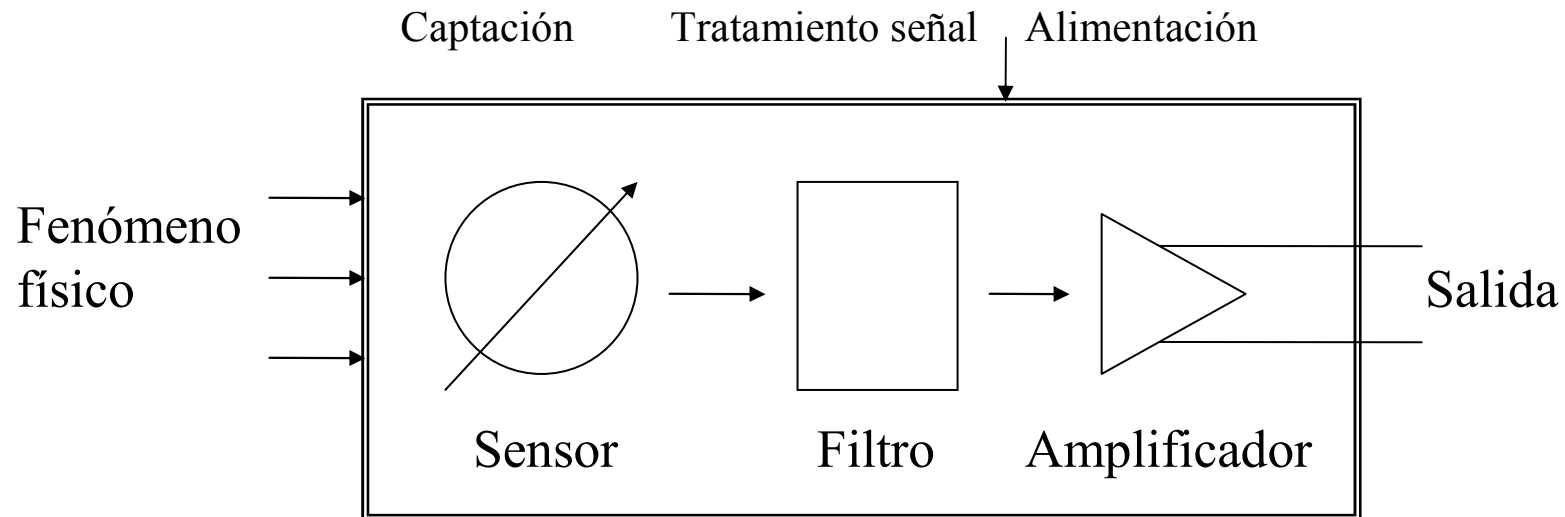 Captación Tratamiento señal Alimentación
Fenómeno
físico
Salida
Sensor Filtro Amplificador